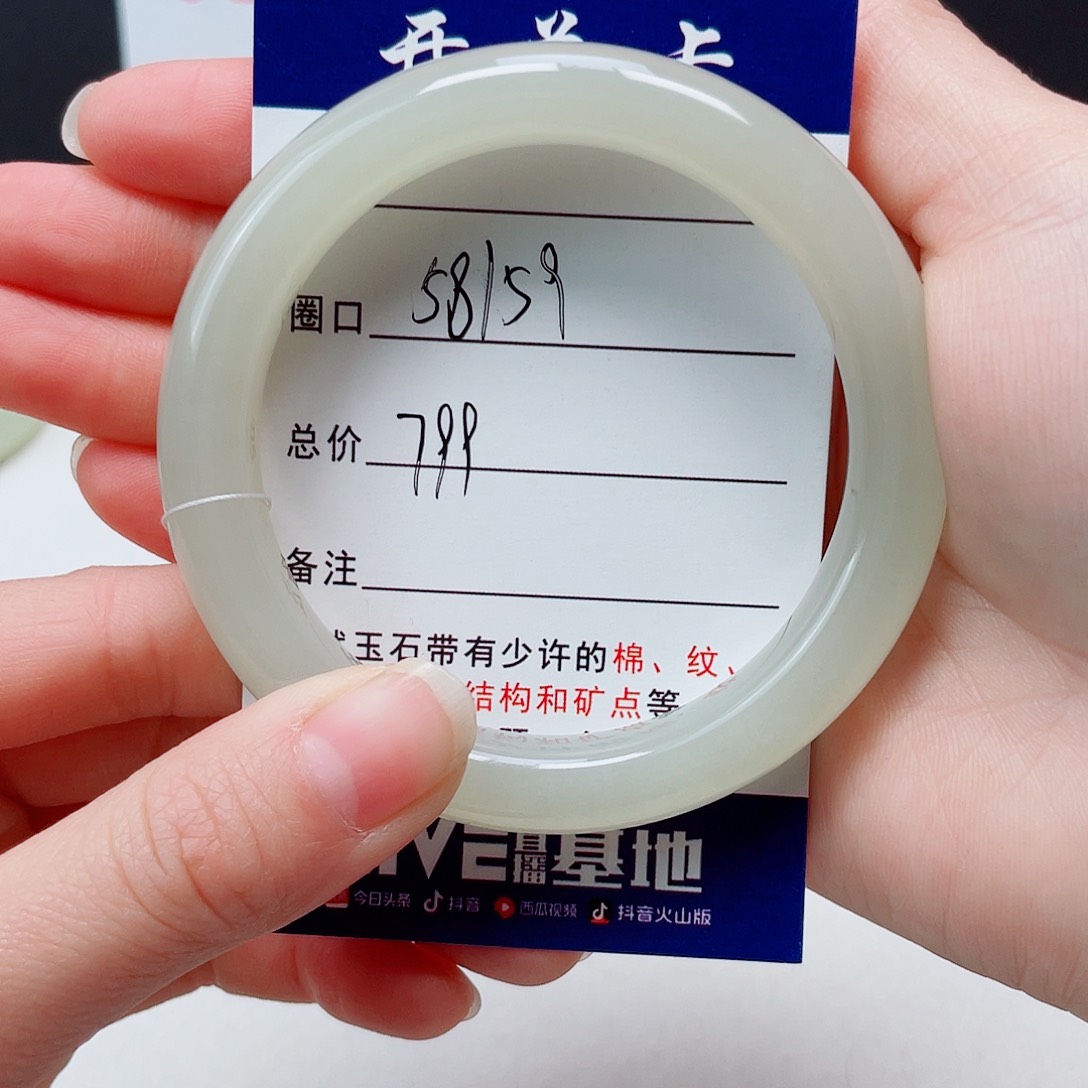 圈口 58/59
总价 799
备注
玉石带有少许的棉、纹、
结构和矿点等
直播基地
今日头条 抖音 西瓜视频 抖音火山版